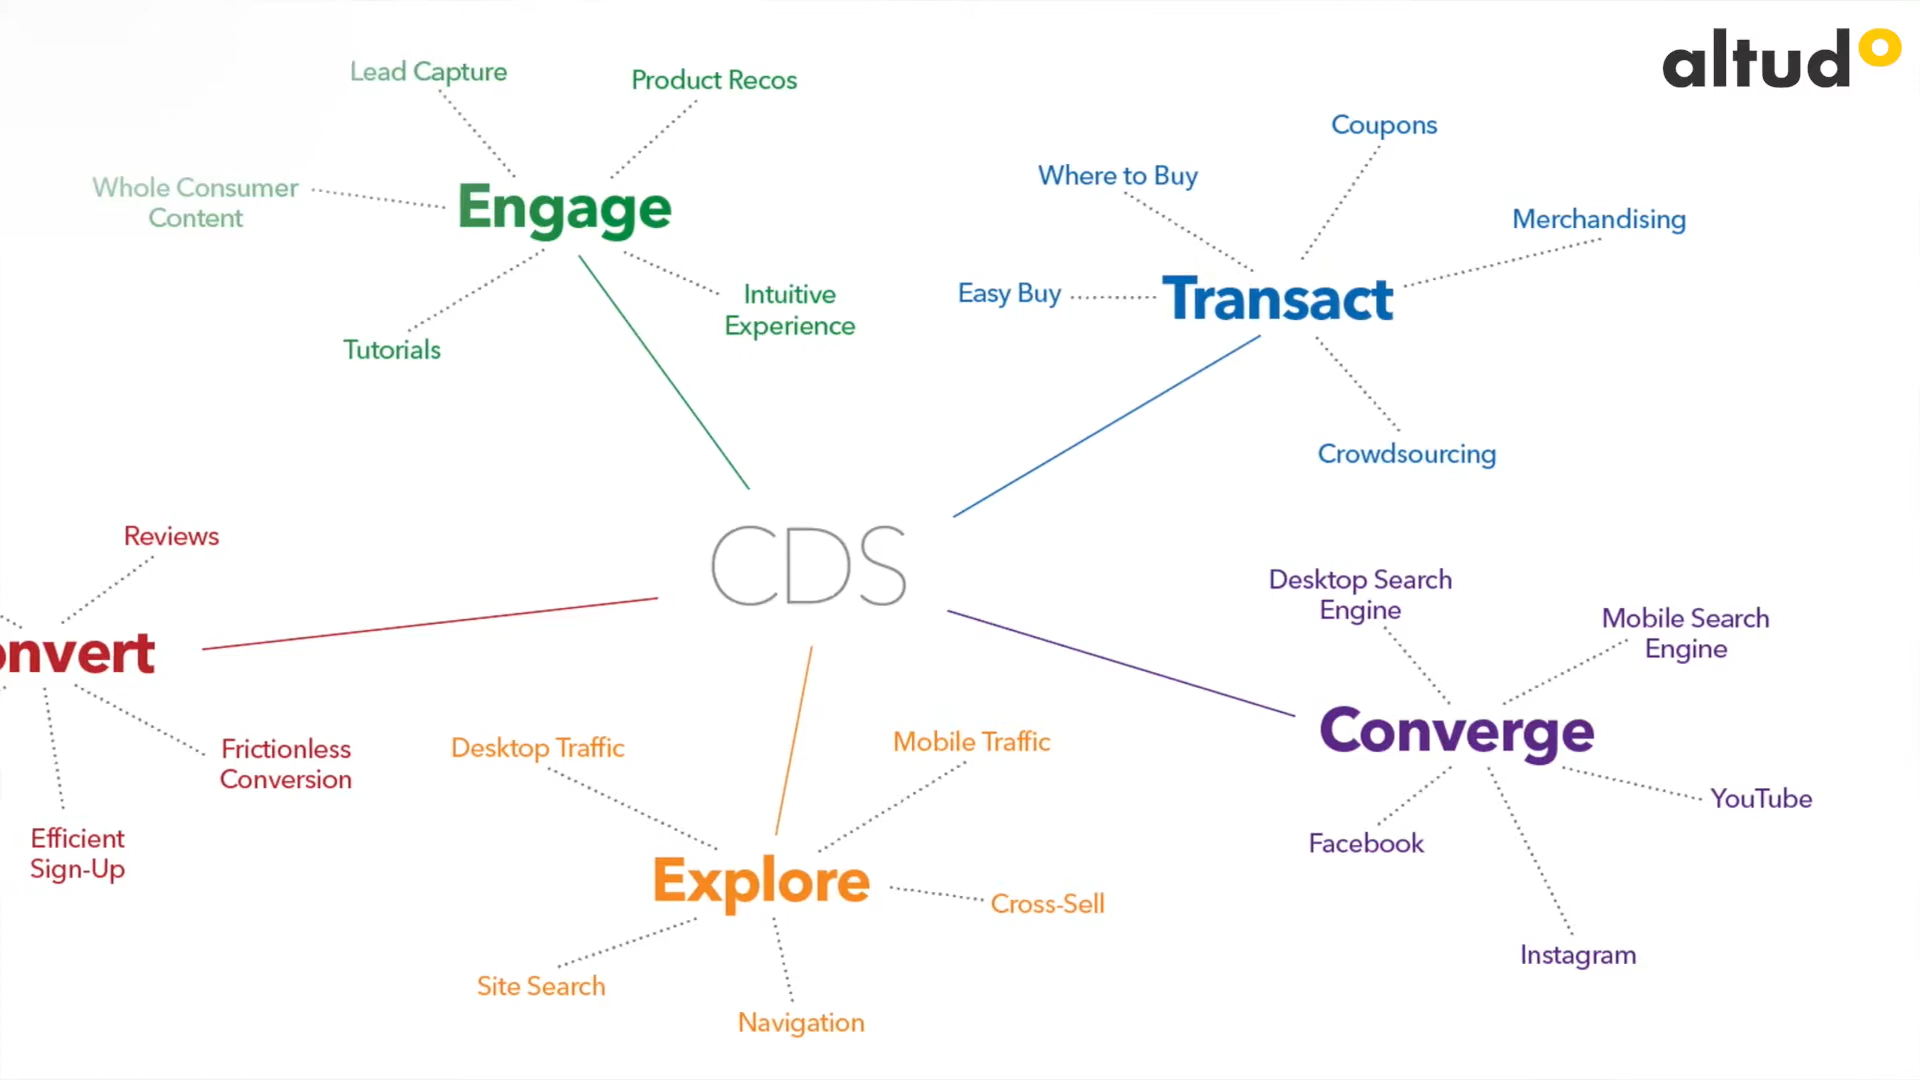 altudo
Lead Capture
Product Recos
Whole Consumer
Content
Engage
Tutorials
Intuitive
Experience
Coupons
Where to Buy
Merchandising
Easy Buy
Transact
Crowdsourcing
CDS
Reviews
onvert
Frictionless
Conversion
Efficient
Sign-Up
Desktop Traffic
Mobile Traffic
Explore
Cross-Sell
Site Search
Navigation
Desktop Search
Engine
Mobile Search
Engine
Converge
YouTube
Facebook
Instagram